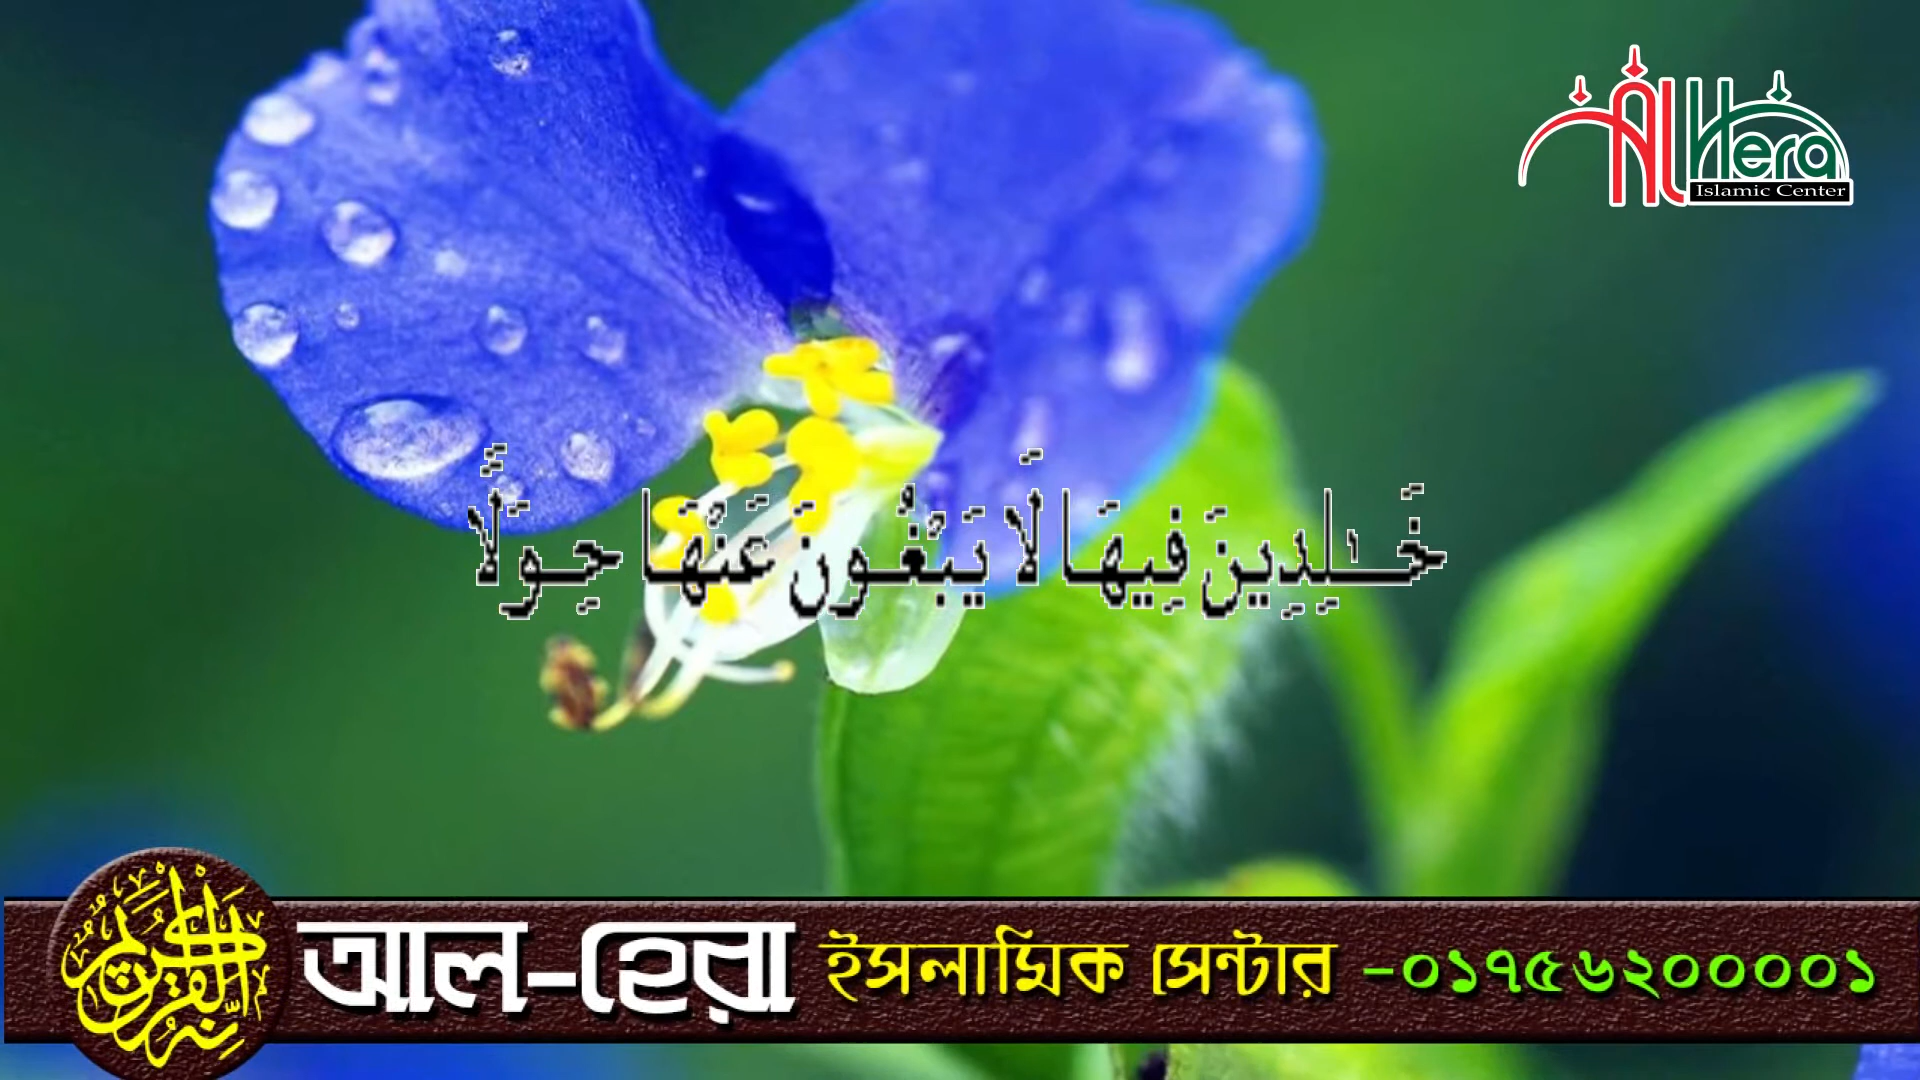 AL Hera
Islamic Center
خَـٰلِدِينَ فِيهَا لَا يَبْغُونَ عَنْهَا حِوَلًا
আল-হেরা ইসলামিক সেন্টার -০১৭৫৬২০০০০১